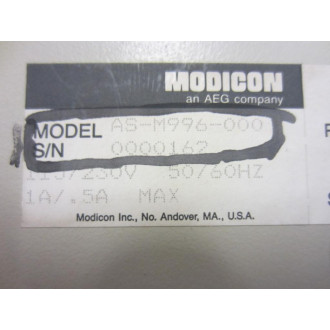 MODICON
an AEG company
MODEL AS-M996-000
S/N 0000162
115/230V 50/60HZ
1A/.5A MAX
Modicon Inc., No. Andover, MA., U.S.A.